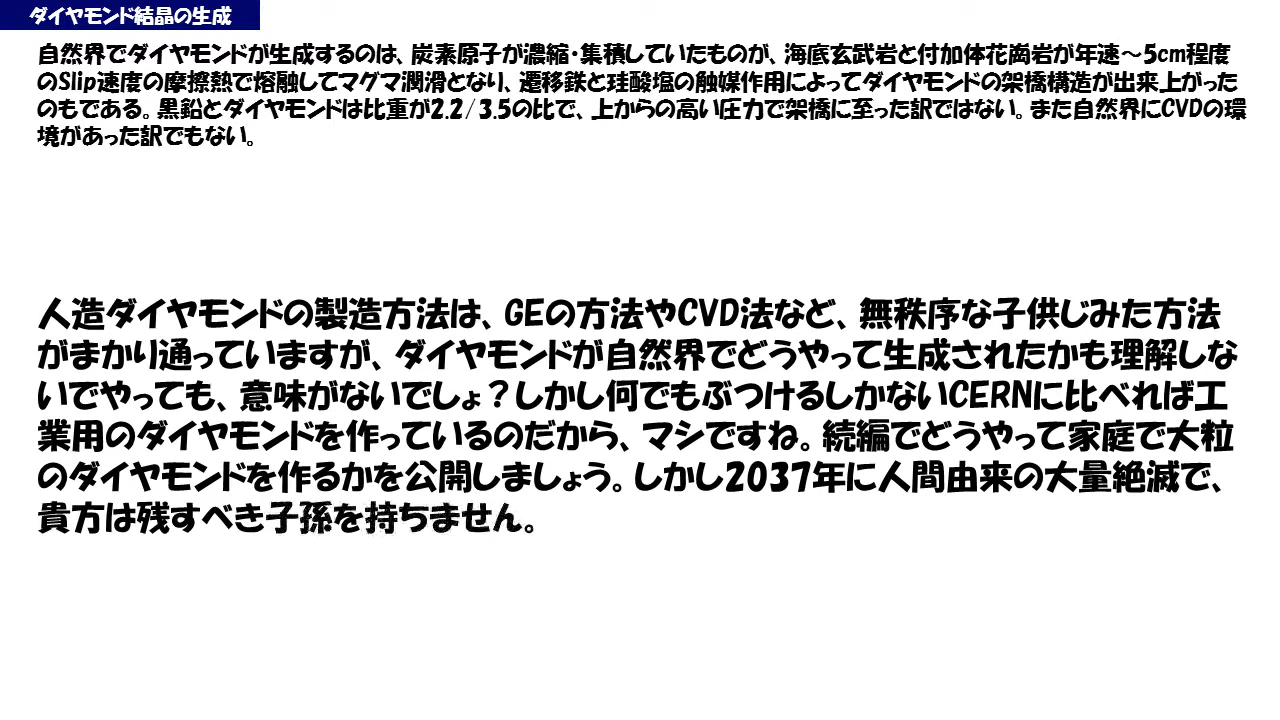 ダイヤモンド結晶の生成
自然界でダイヤモンドが生成するのは、炭素原子が濃縮・集積していたものが、海底玄武岩と付加体花崗岩が年速～5cm程度
のSlip速度の摩擦熱で熔融してマグマ潤滑となり、遷移鉄と珪酸塩の触媒作用によってダイヤモンドの架橋構造が出来上がった
のもである。黒鉛とダイヤモンドは比重が2.2/3.5の比で、上からの高い圧力で架橋に至った訳ではない。また自然界にCVDの環
境があった訳でもない。
人造ダイヤモンドの製造方法は、GEの方法やCVD法など、無秩序な子供じみた方法
がまかり通っていますが、ダイヤモンドが自然界でどうやって生成されたかも理解しな
いでやっても、意味がないでしょ？しかし何でもぶつけるしかないCERNに比べれば工
業用のダイヤモンドを作っているのだから、マシですね。続編でどうやって家庭で大粒
のダイヤモンドを作るかを公開しましょう。しかし2037年に人間由来の大量絶滅で、
貴方は残すべき子孫を持ちません。